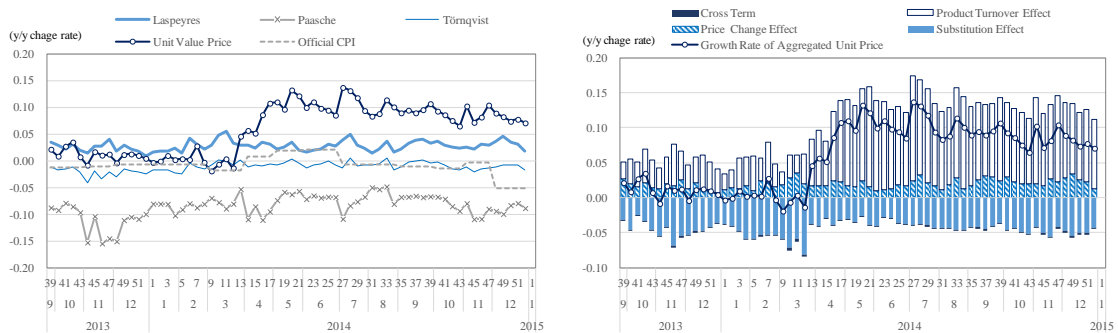 Laspeyres Paasche Törnqvist
Unit Value Price Official CPI
(y/y chage rate)
0.20
0.15
0.10
0.05
0.00
-0.05
-0.10
-0.15
-0.20
39 41 43 45 47 49 51 1 3 5 7 9 11 13 15 17 19 21 23 25 27 29 31 33 35 37 39 41 43 45 47 49 51 1
9 10 11 12 1 2 3 4 5 6 7 8 9 10 11 12 1
2013 2014 2015
Cross Term Product Turnover Effect
Price Change Effect Substitution Effect
Growth Rate of Aggregated Unit Price
(y/y chage rate)
0.20
0.15
0.10
0.05
0.00
-0.05
-0.10
39 41 43 45 47 49 51 1 3 5 7 9 11 13 15 17 19 21 23 25 27 29 31 33 35 37 39 41 43 45 47 49 51 1
9 10 11 12 1 2 3 4 5 6 7 8 9 10 11 12 1
2013 2014 2015